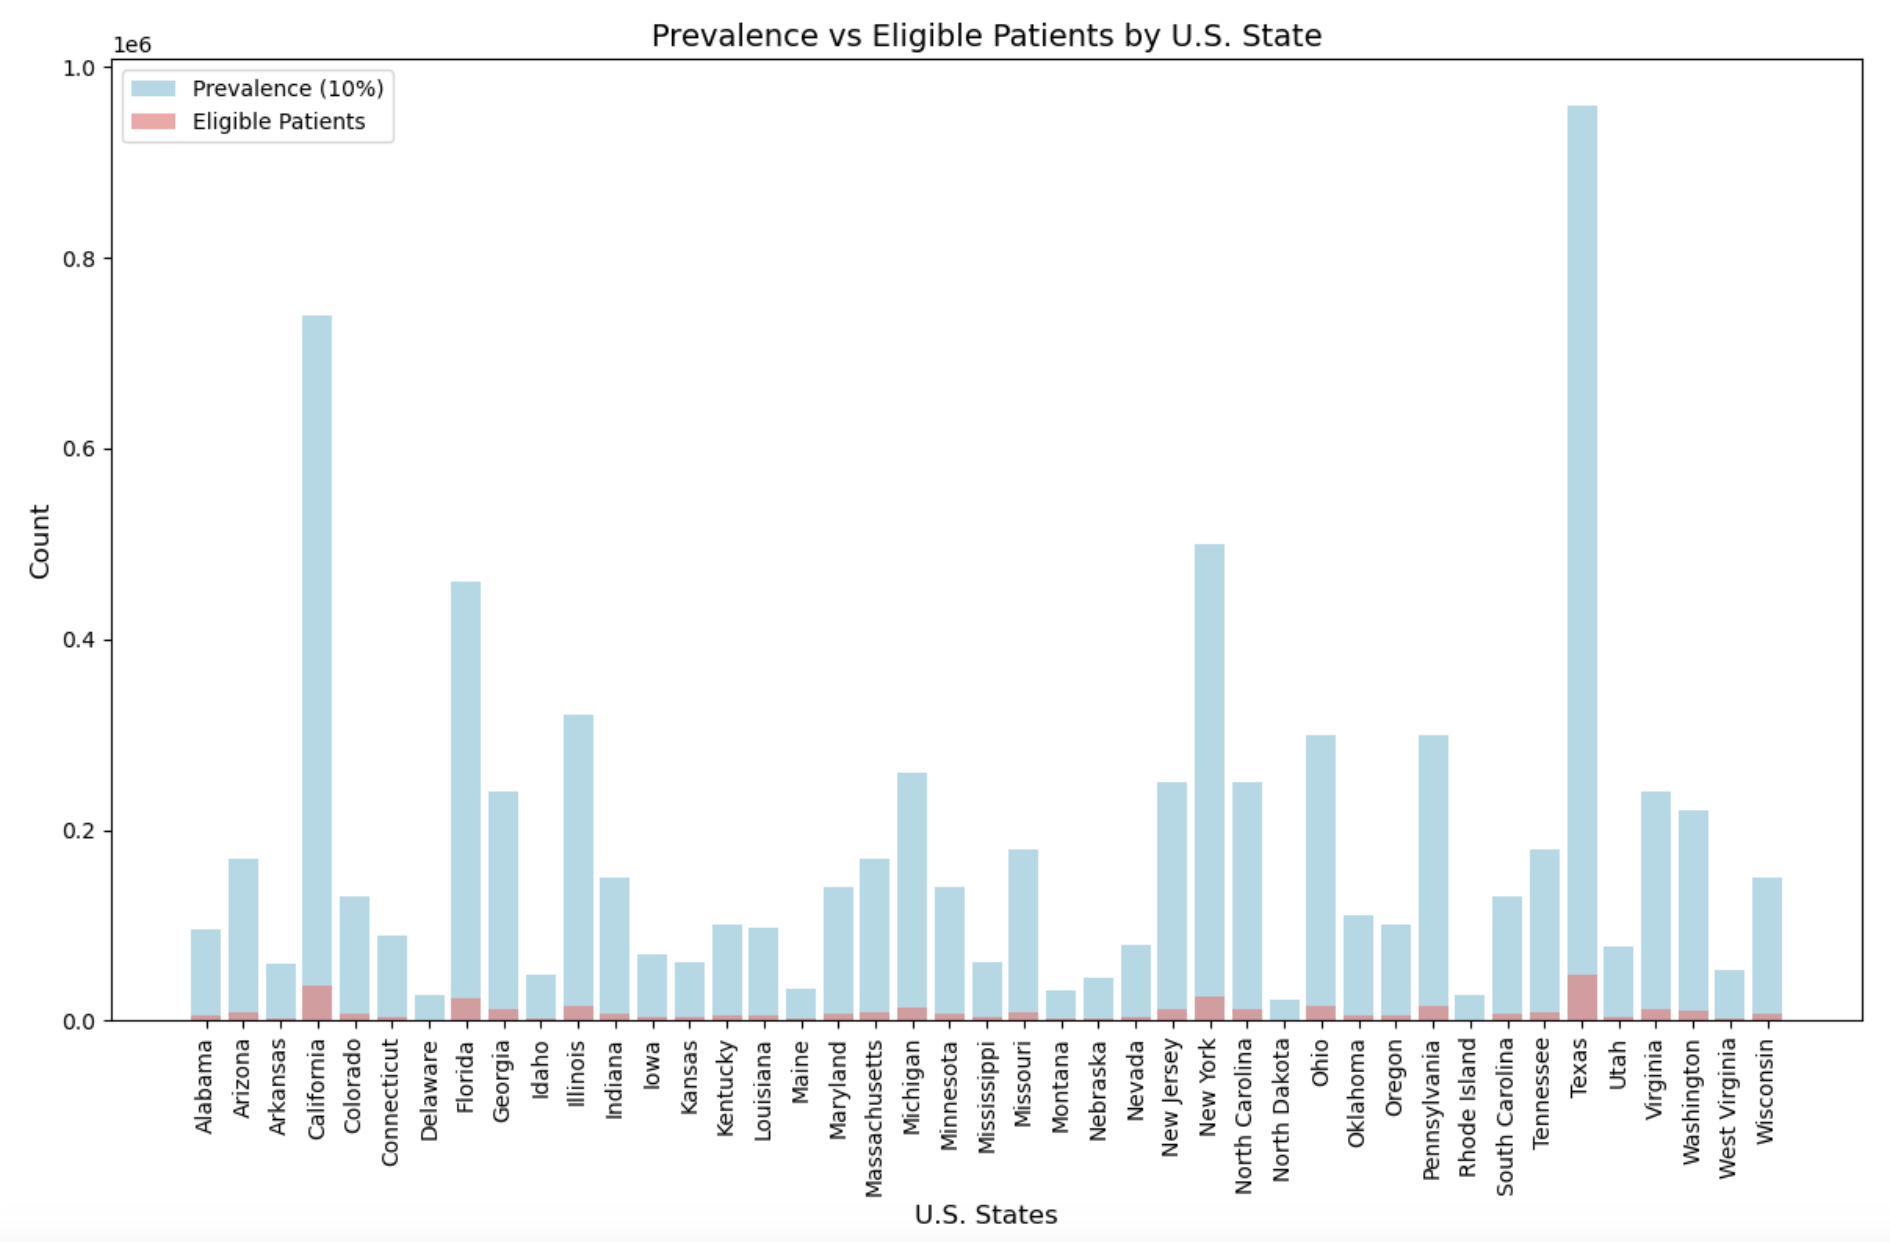 Prevalence vs Eligible Patients by U.S. State
1e6
1.0
0.8
0.6
0.4
0.2
0.0
Count
Prevalence (10%)
Eligible Patients
Alabama
Arizona
Arkansas
California
Colorado
Connecticut
Delaware
Florida
Georgia
Idaho
Illinois
Indiana
Iowa
Kansas
Kentucky
Louisiana
Maine
Maryland
Massachusetts
Michigan
Minnesota
Mississippi
Missouri
Montana
Nebraska
Nevada
New Jersey
New York
North Carolina
North Dakota
Ohio
Oklahoma
Oregon
Pennsylvania
Rhode Island
South Carolina
Tennessee
Texas
Utah
Virginia
Washington
West Virginia
Wisconsin
U.S. States